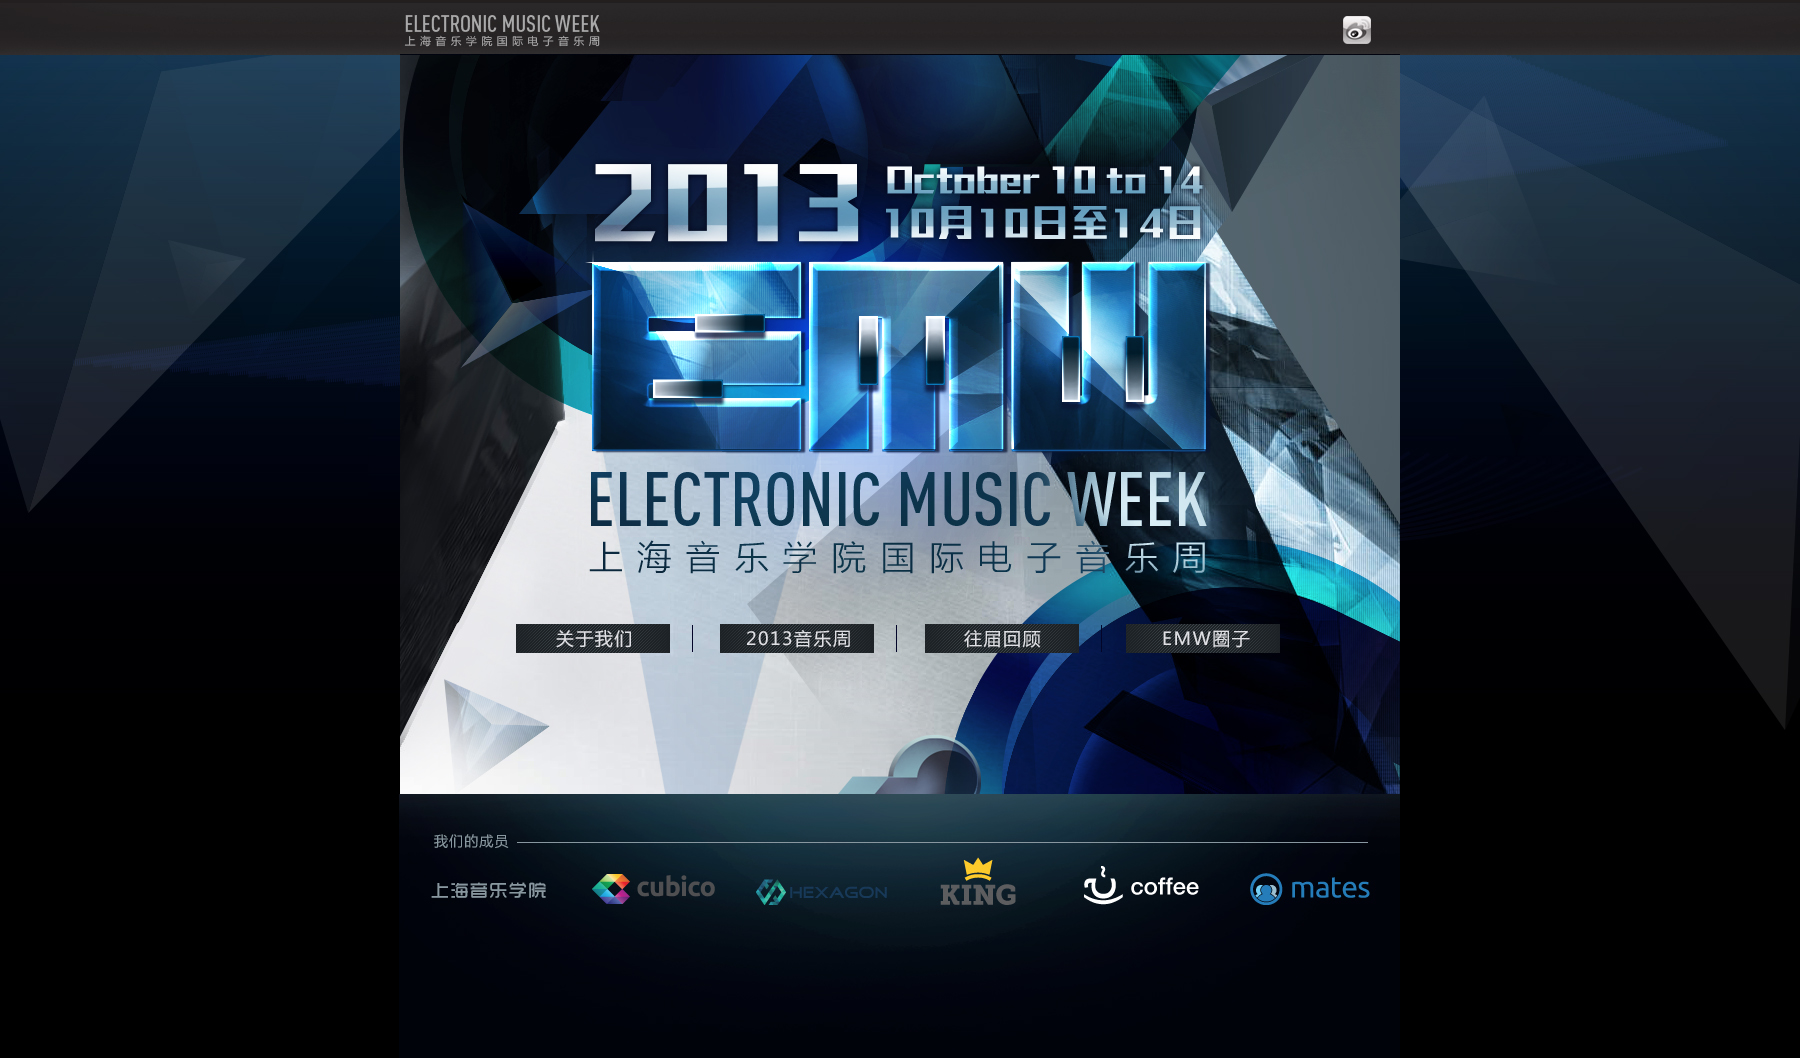 ELECTRONIC MUSIC WEEK
上海音乐学院国际电子音乐周
2013
October 10 to 14
10月10日至14日
EMW
ELECTRONIC MUSIC WEEK
上海音乐学院国际电子音乐周
关于我们
2013音乐周
往届回顾
EMW圈子
我们的成员
上海音乐学院
cubico
HEXAGON
KING
coffee
mates